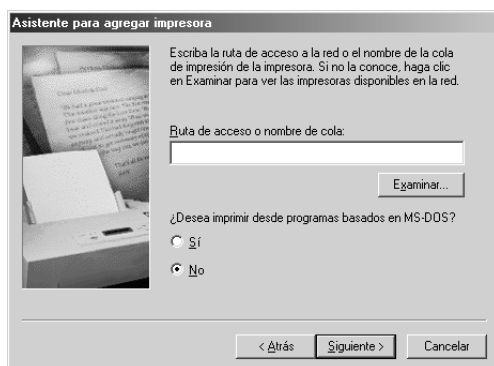 Asistente para agregar impresora
Escriba la ruta de acceso a la red o el nombre de la cola
de impresión de la impresora. Si no la conoce, haga clic
en Examinar para ver las impresoras disponibles en la red.
Ruta de acceso o nombre de cola:
Examinar...
¿Desea imprimir desde programas basados en MS-DOS?
Sí
No
< Atrás
Siguiente >
Cancelar